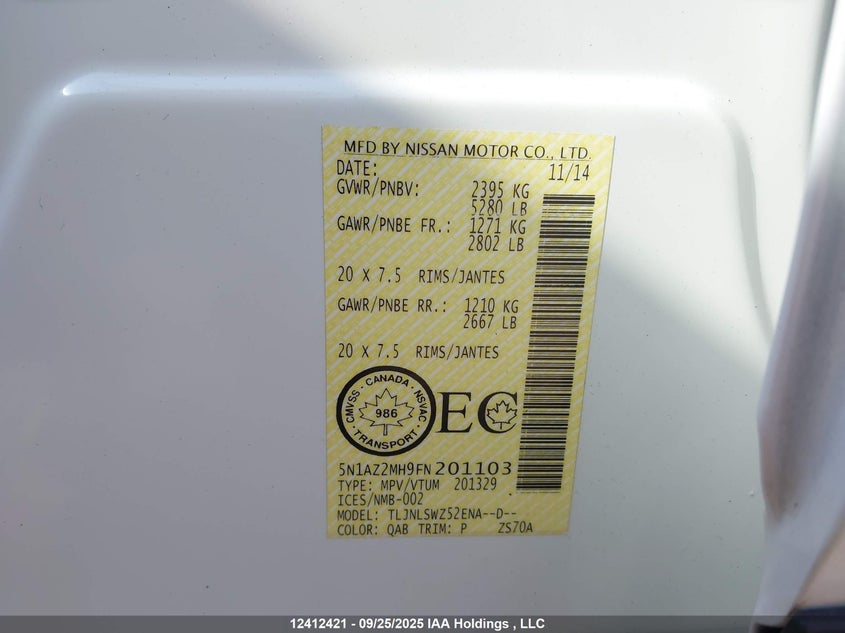 MFD BY NISSAN MOTOR CO., LTD.
DATE: 11/14
GVWR/PNBV: 2395 KG
5280 LB
GAWR/PNBE FR.: 1271 KG
2802 LB
20 X 7.5 RIMS/JANTES
GAWR/PNBE RR.: 1210 KG
2667 LB
20 X 7.5 RIMS/JANTES
CMVSS · CANADA · NSVAC
986
· TRANSPORT ·
EC
5N1AZ2MH9FN201103
TYPE: MPV/VTUM 201329
ICES/NMB-002
MODEL: TLJNLSWZ52ENA--D--
COLOR: QAB TRIM: P ZS70A
12412421 - 09/25/2025 IAA Holdings , LLC